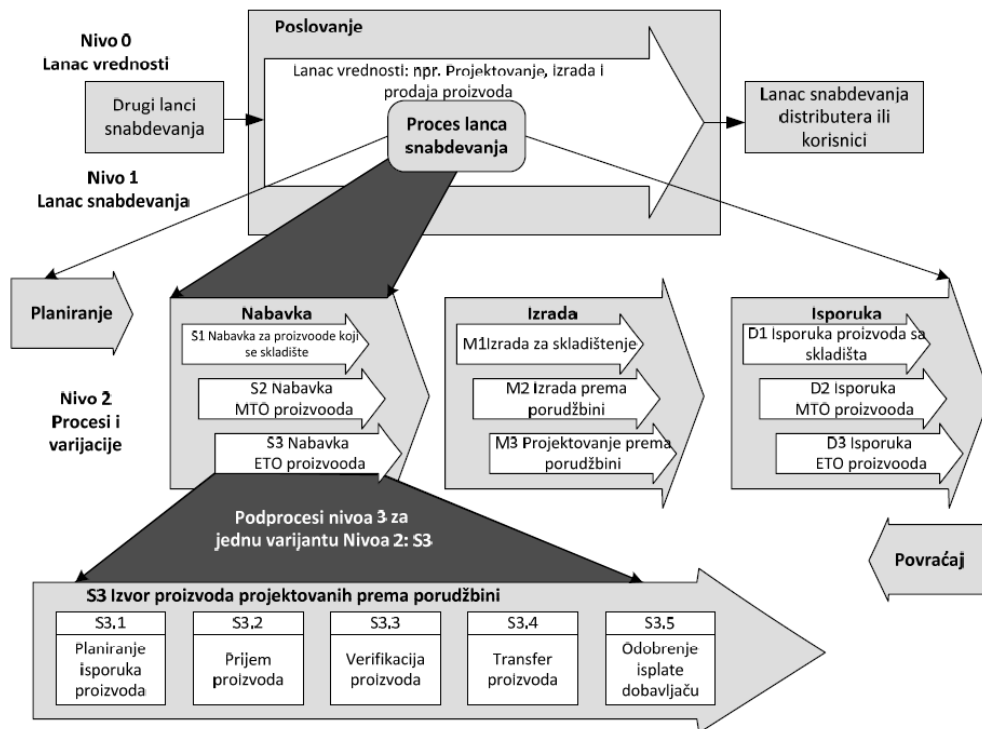 Nivo 0
Lanac vrednosti
Poslovanje
Lanac vrednosti: npr. Projektovanje, izrada i
prodaja proizvoda
Drugi lanci
snabdevanja
Proces lanca
snabdevanja
Lanac snabdevanja
distributera ili
korisnici
Nivo 1
Lanac snabdevanja
Planiranje
Nabavka
S1 Nabavka za proizvoode koji
se skladište
S2 Nabavka
MTO proizvooda
S3 Nabavka
ETO proizvooda
Izrada
M1Izrada za skladištenje
M2 Izrada prema
porudžbini
M3 Projektovanje prema
porudžbini
Isporuka
D1 Isporuka proizvoda sa
skladišta
D2 Isporuka
MTO proizvooda
D3 Isporuka
ETO proizvooda
Nivo 2
Procesi i
varijacije
Podprocesi nivoa 3 za
jednu varijantu Nivoa 2: S3
Povraćaj
S3 Izvor proizvoda projektovanih prema porudžbini
S3.1
Planiranje
isporuka
proizvoda
S3.2
Prijem
proizvoda
S3.3
Verifikacija
proizvoda
S3.4
Transfer
proizvoda
S3.5
Odobrenje
isplate
dobavljaču